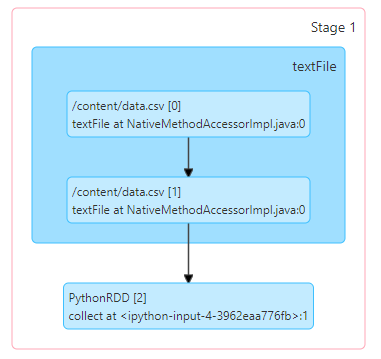 Stage 1
textFile
/content/data.csv [0]
textFile at NativeMethodAccessorImpl.java:0
/content/data.csv [1]
textFile at NativeMethodAccessorImpl.java:0
PythonRDD [2]
collect at <ipython-input-4-3962eaa776fb>:1